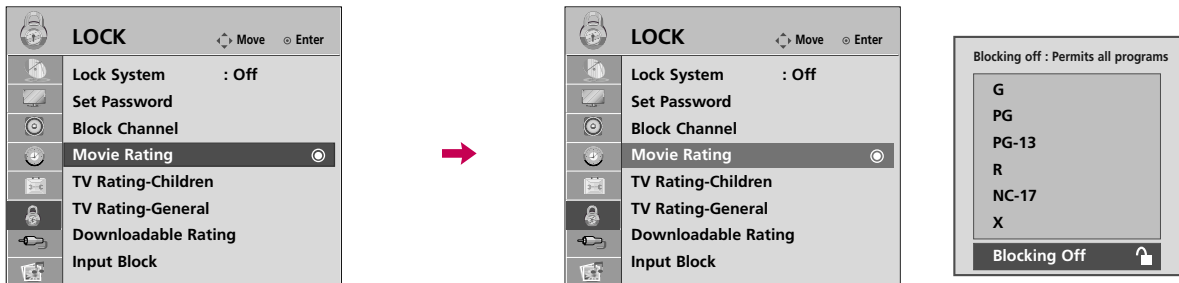 LOCK
Move Enter
Lock System : Off
Set Password
Block Channel
Movie Rating
TV Rating-Children
TV Rating-General
Downloadable Rating
Input Block
LOCK
Move Enter
Lock System : Off
Set Password
Block Channel
Movie Rating
TV Rating-Children
TV Rating-General
Downloadable Rating
Input Block
Blocking off : Permits all programs
G
PG
PG-13
R
NC-17
X
Blocking Off